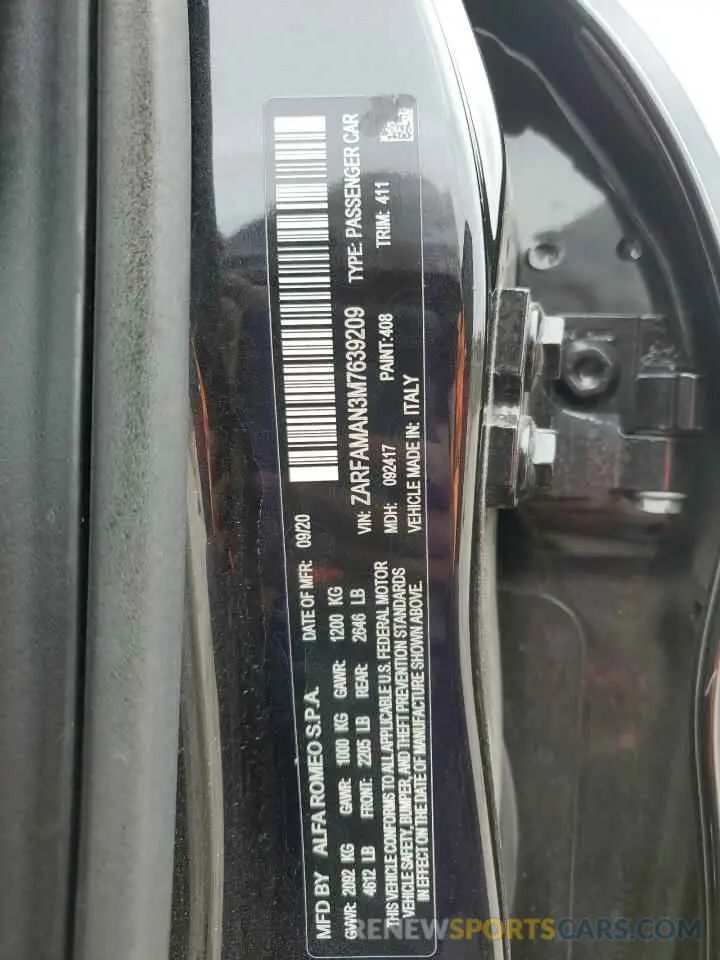 MFD BY ALFA ROMEO S.P.A. DATE OF MFR: 09/20
GVWR: 2092 KG GAWR: 1000 KG GAWR: 1200 KG
4612 LB FRONT: 2205 LB REAR: 2646 LB
THIS VEHICLE CONFORMS TO ALL APPLICABLE U.S. FEDERAL MOTOR
VEHICLE SAFETY, BUMPER, AND THEFT PREVENTION STANDARDS
IN EFFECT ON THE DATE OF MANUFACTURE SHOWN ABOVE.
VIN: ZARFAMAN3M7639209 TYPE: PASSENGER CAR
MDH: 092417 PAINT: 408 TRIM: 411
VEHICLE MADE IN: ITALY
RENEWSPORTSCARS.COM